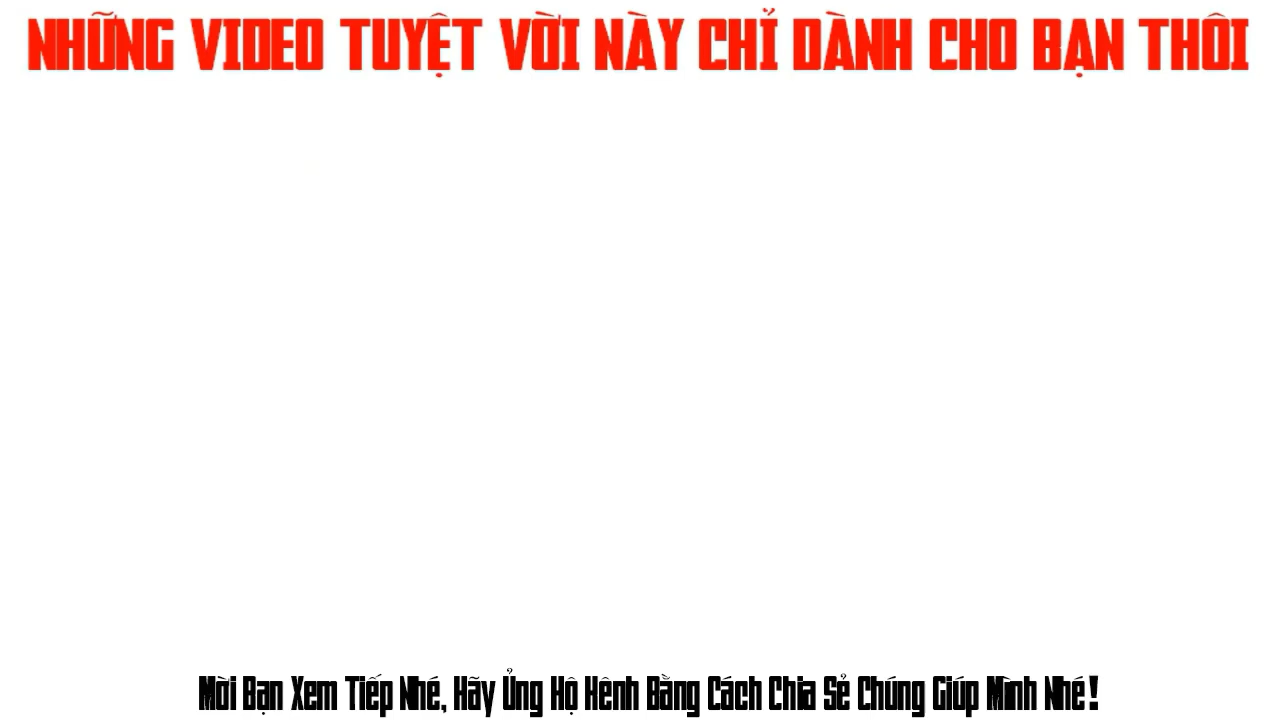 NHỮNG VIDEO TUYỆT VỜI NÀY CHỈ DÀNH CHO BẠN THÔI
Mời Bạn Xem Tiếp Nhé, Hãy Ủng Hộ Kênh Bằng Cách Chia Sẻ Chúng Giúp Mình Nhé!